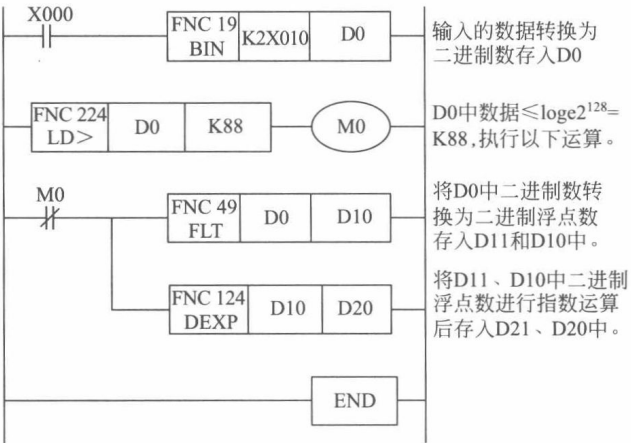 X000
FNC 19
BIN
K2X010
D0
输入的数据转换为
二进制数存入D0
FNC 224
LD＞
D0
K88
M0
D0中数据≤loge2¹²⁸=
K88,执行以下运算。
M0
FNC 49
FLT
D0
D10
将D0中二进制数转
换为二进制浮点数
存入D11和D10中。
FNC 124
DEXP
D10
D20
将D11、D10中二进制
浮点数进行指数运算
后存入D21、D20中。
END